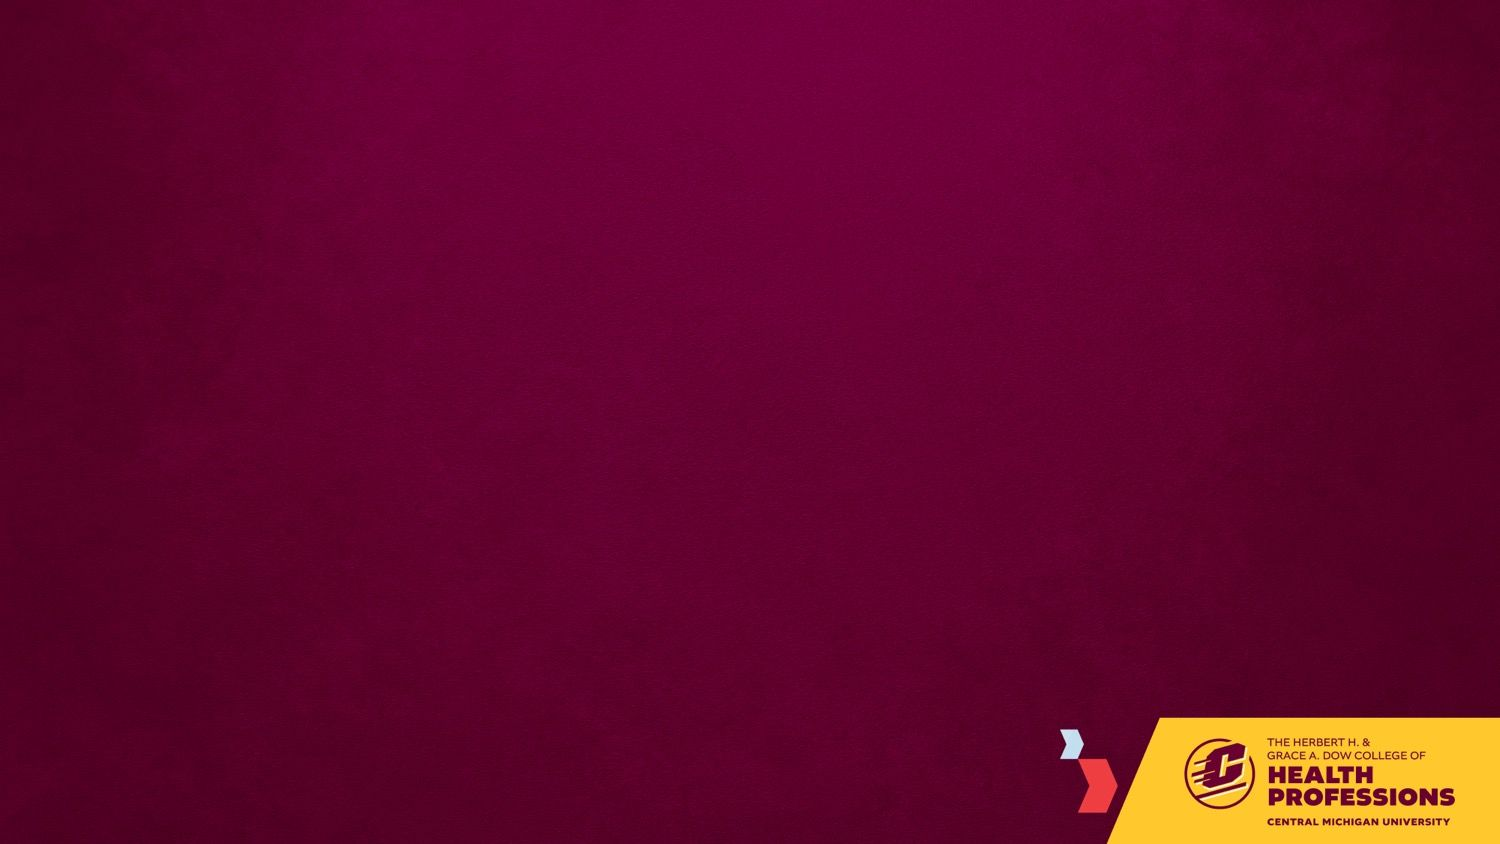 THE HERBERT H. &
GRACE A. DOW COLLEGE OF
HEALTH
PROFESSIONS
CENTRAL MICHIGAN UNIVERSITY